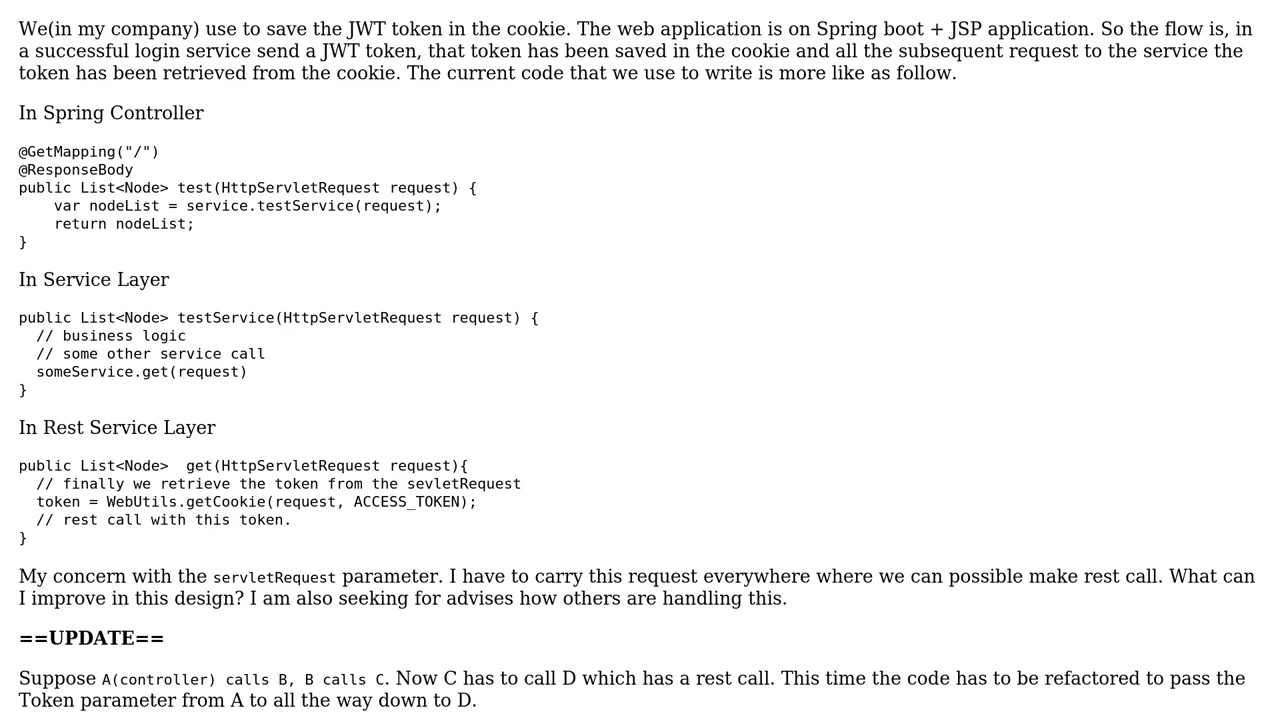 We(in my company) use to save the JWT token in the cookie. The web application is on Spring boot + JSP application. So the flow is, in
a successful login service send a JWT token, that token has been saved in the cookie and all the subsequent request to the service the
token has been retrieved from the cookie. The current code that we use to write is more like as follow.
In Spring Controller
@GetMapping("/")
@ResponseBody
public List<Node> test(HttpServletRequest request) {
    var nodeList = service.testService(request);
    return nodeList;
}
In Service Layer
public List<Node> testService(HttpServletRequest request) {
  // business logic
  // some other service call
  someService.get(request)
}
In Rest Service Layer
public List<Node>  get(HttpServletRequest request){
  // finally we retrieve the token from the sevletRequest
  token = WebUtils.getCookie(request, ACCESS_TOKEN);
  // rest call with this token.
}
My concern with the servletRequest parameter. I have to carry this request everywhere where we can possible make rest call. What can
I improve in this design? I am also seeking for advises how others are handling this.
==UPDATE==
Suppose A(controller) calls B, B calls C. Now C has to call D which has a rest call. This time the code has to be refactored to pass the
Token parameter from A to all the way down to D.